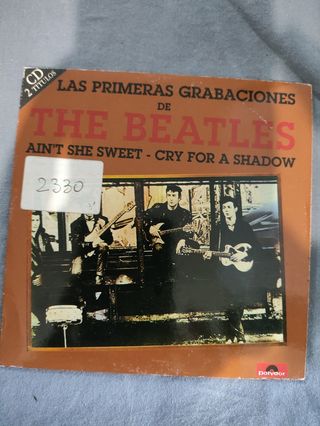 CD
2 TITULOS
LAS PRIMERAS GRABACIONES
DE
THE BEATLES
AIN'T SHE SWEET - CRY FOR A SHADOW
2330
polydor